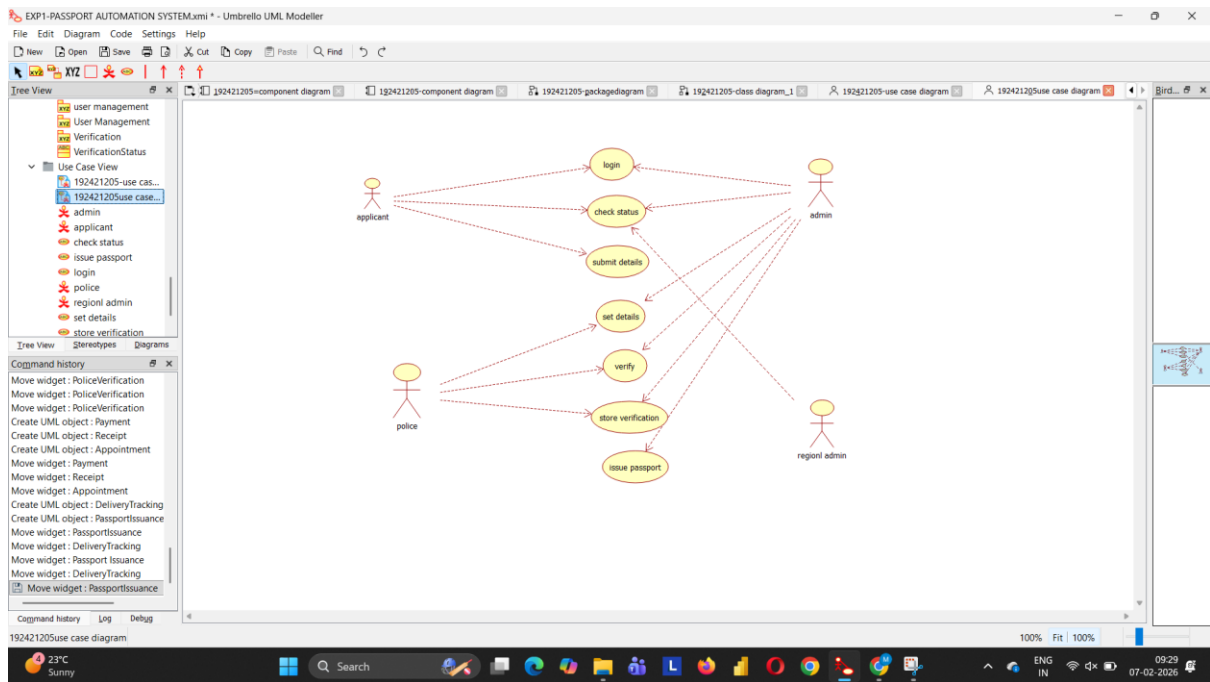 EXP1-PASSPORT AUTOMATION SYSTEM.xmi * - Umbrello UML Modeller
File Edit Diagram Code Settings Help
New Open Save Cut Copy Paste Find
XYZ
Tree View
192421205=component diagram 192421205-component diagram 192421205-packagediagram 192421205-class diagram_1 192421205-use case diagram 192421205use case diagram
Bird...
user management
User Management
Verification
VerificationStatus
Use Case View
192421205-use cas...
192421205use case...
admin
applicant
check status
issue passport
login
police
regionl admin
set details
store verification
Tree View Stereotypes Diagrams
Command history
Move widget : PoliceVerification
Move widget : PoliceVerification
Move widget : PoliceVerification
Create UML object : Payment
Create UML object : Receipt
Create UML object : Appointment
Move widget : Payment
Move widget : Receipt
Move widget : Appointment
Create UML object : DeliveryTracking
Create UML object : PassportIssuance
Move widget : PassportIssuance
Move widget : DeliveryTracking
Move widget : Passport Issuance
Move widget : DeliveryTracking
Move widget : PassportIssuance
Command history Log Debug
login
applicant
check status
admin
submit details
set details
verify
police
store verification
regionl admin
issue passport
192421205use case diagram
100% Fit 100%
4
23°C
Sunny
Search
L
M
ENG
IN
09:29
07-02-2026